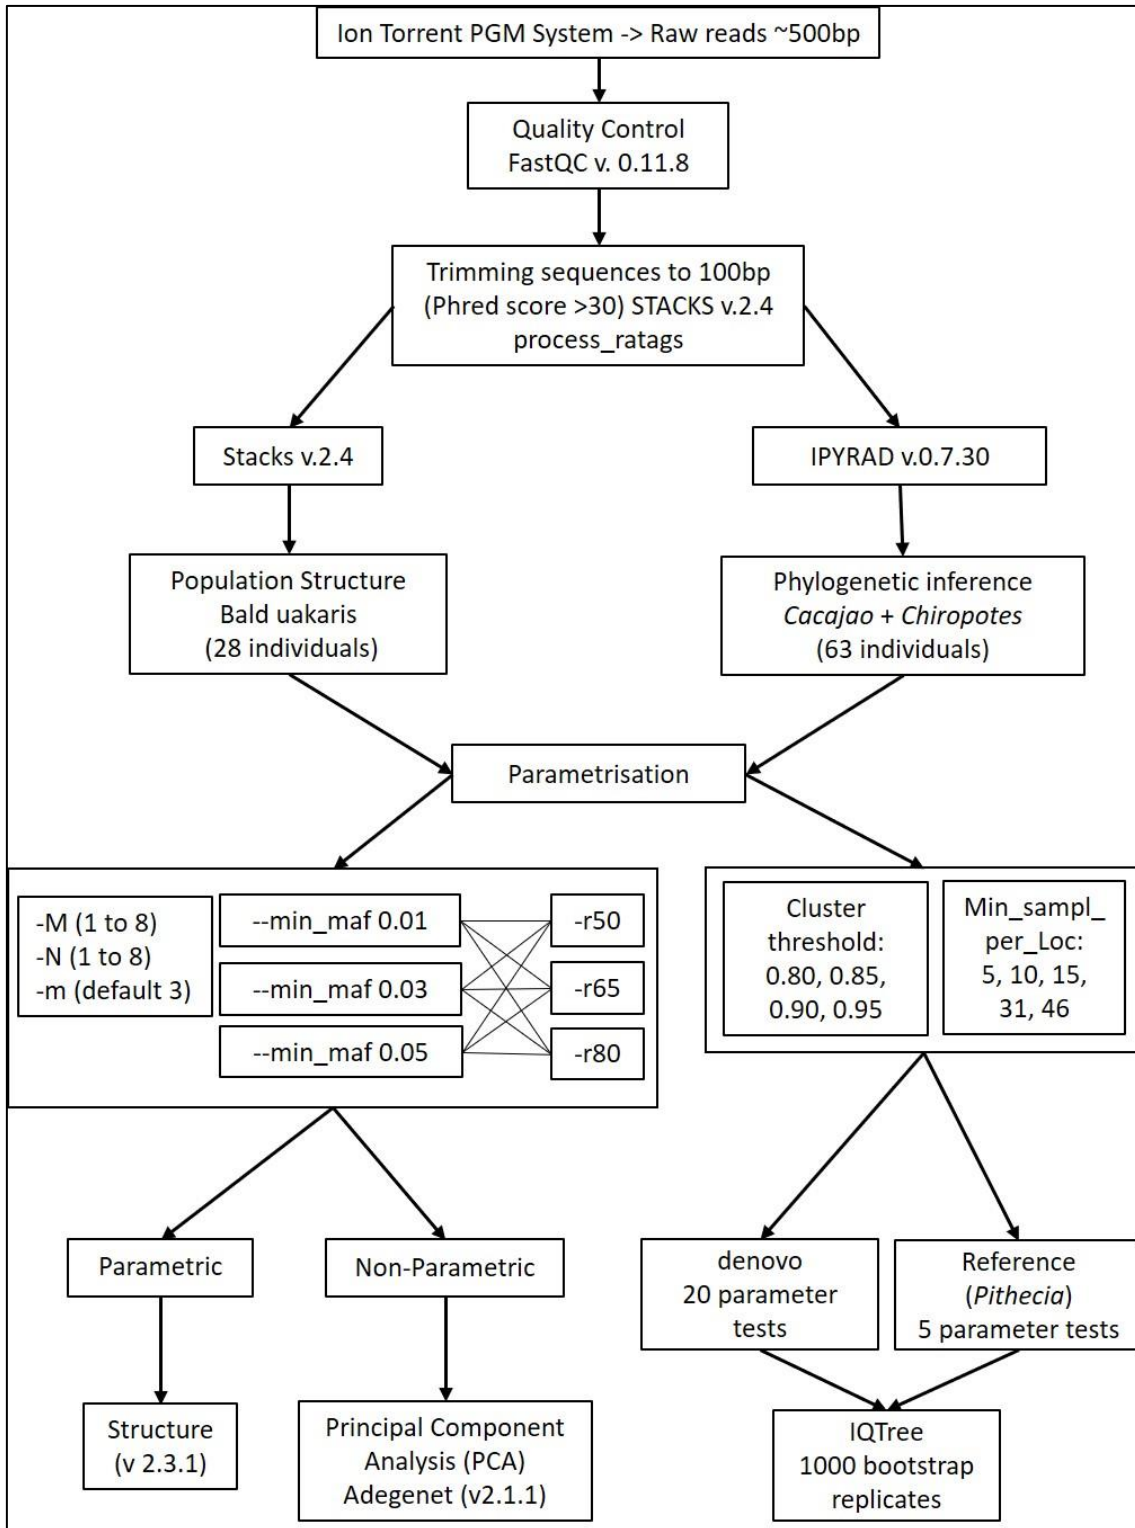 Ion Torrent PGM System -> Raw reads ~500bp
Quality Control
FastQC v. 0.11.8
Trimming sequences to 100bp
(Phred score >30) STACKS v.2.4
process_ratags
Stacks v.2.4
IPYRAD v.0.7.30
Population Structure
Bald uakaris
(28 individuals)
Phylogenetic inference
Cacajao + Chiropotes
(63 individuals)
Parametrisation
-M (1 to 8)
-N (1 to 8)
-m (default 3)
--min_maf 0.01
--min_maf 0.03
--min_maf 0.05
-r50
-r65
-r80
Cluster
threshold:
0.80, 0.85,
0.90, 0.95
Min_sampl_
per_Loc:
5, 10, 15,
31, 46
Parametric
Non-Parametric
denovo
20 parameter
tests
Reference
(Pithecia)
5 parameter tests
Structure
(v 2.3.1)
Principal Component
Analysis (PCA)
Adegenet (v2.1.1)
IQTree
1000 bootstrap
replicates